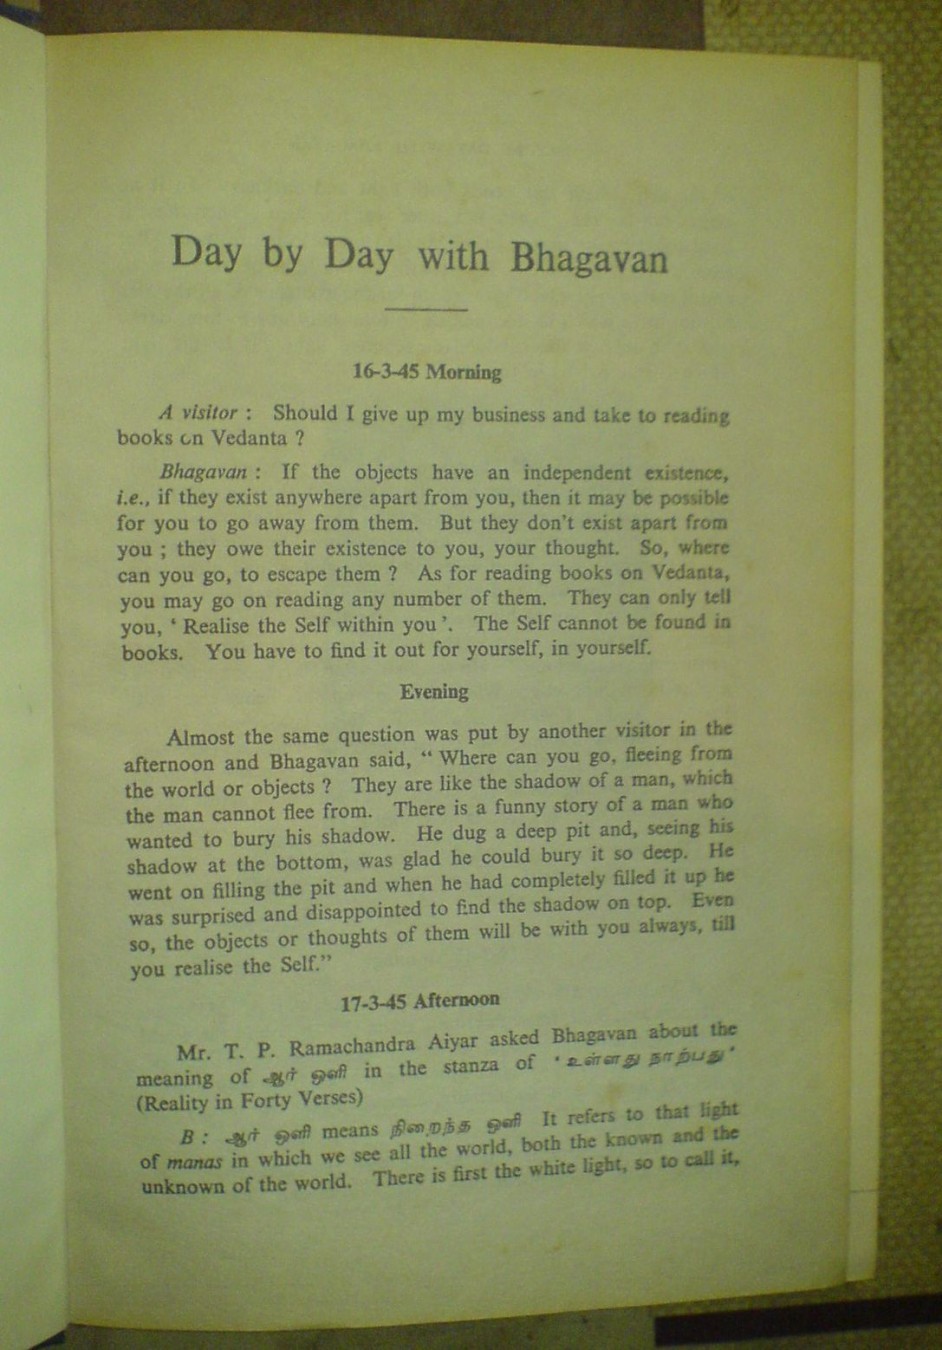 Day by Day with Bhagavan
16-3-45 Morning
A visitor : Should I give up my business and take to reading
books on Vedanta ?
Bhagavan : If the objects have an independent existence,
i.e., if they exist anywhere apart from you, then it may be possible
for you to go away from them. But they don't exist apart from
you ; they owe their existence to you, your thought. So, where
can you go, to escape them ? As for reading books on Vedanta,
you may go on reading any number of them. They can only tell
you, ‘ Realise the Self within you ’. The Self cannot be found in
books. You have to find it out for yourself, in yourself.
Evening
Almost the same question was put by another visitor in the
afternoon and Bhagavan said, “ Where can you go, fleeing from
the world or objects ? They are like the shadow of a man, which
the man cannot flee from. There is a funny story of a man who
wanted to bury his shadow. He dug a deep pit and, seeing his
shadow at the bottom, was glad he could bury it so deep. He
went on filling the pit and when he had completely filled it up he
was surprised and disappointed to find the shadow on top. Even
so, the objects or thoughts of them will be with you always, till
you realise the Self.”
17-3-45 Afternoon
Mr. T. P. Ramachandra Aiyar asked Bhagavan about the
meaning of ஆர் ஒளி in the stanza of ‘ உள்ளது நாற்பது ’
(Reality in Forty Verses)
B : ஆர் ஒளி means நிறைந்த ஒளி It refers to that light
of manas in which we see all the world, both the known and the
unknown of the world. There is first the white light, so to call it,